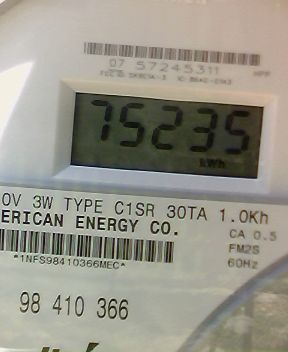 07 57245311 MPP
75235
kWh
0V 3W TYPE C1SR 30TA 1.0Kh
ERICAN ENERGY CO.
CA 0.5
FM2S
*1NFS98410366MEC*
60Hz
98 410 366